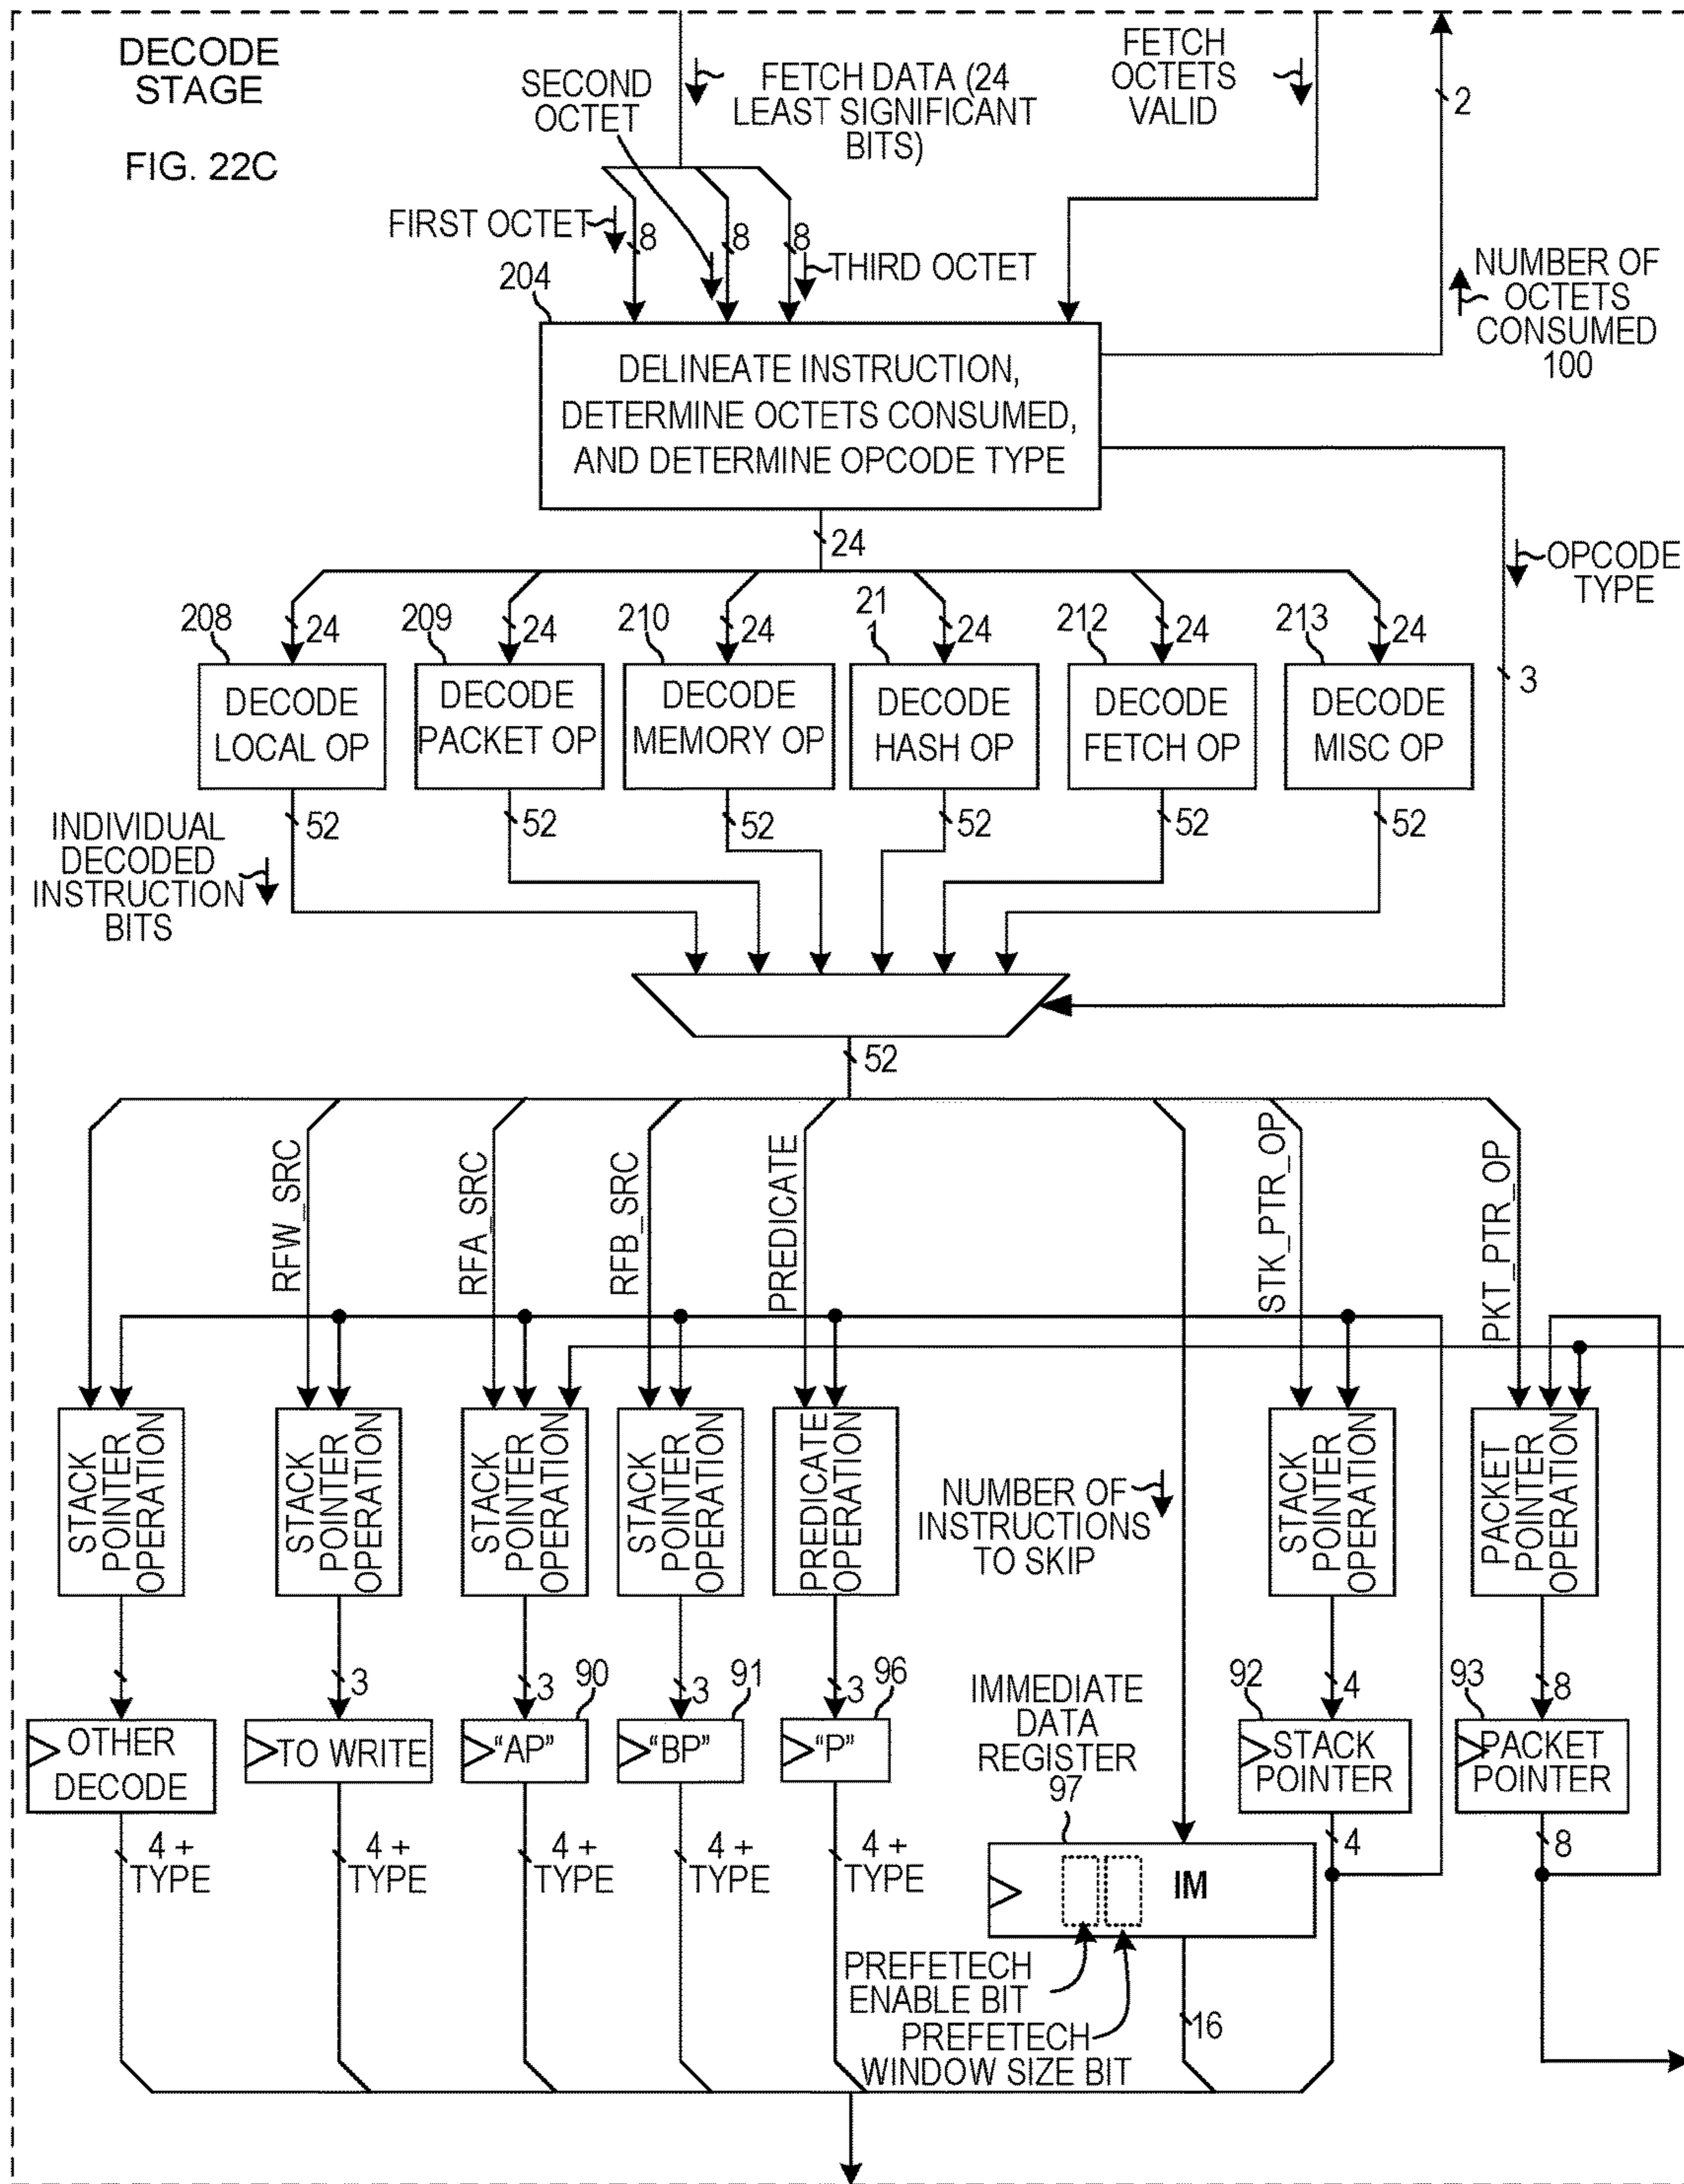 DECODE
STAGE
FIG. 22C
SECOND
OCTET
FETCH DATA (24
LEAST SIGNIFICANT
BITS)
FETCH
OCTETS
VALID
2
FIRST OCTET
8
8
8
THIRD OCTET
NUMBER OF
OCTETS
CONSUMED
100
204
DELINEATE INSTRUCTION,
DETERMINE OCTETS CONSUMED,
AND DETERMINE OPCODE TYPE
24
OPCODE
TYPE
3
208
24
209
24
210
24
21
1
24
212
24
213
24
DECODE
LOCAL OP
DECODE
PACKET OP
DECODE
MEMORY OP
DECODE
HASH OP
DECODE
FETCH OP
DECODE
MISC OP
52
52
52
52
52
52
INDIVIDUAL
DECODED
INSTRUCTION
BITS
52
RFW_SRC
RFA_SRC
RFB_SRC
PREDICATE
STK_PTR_OP
PKT_PTR_OP
STACK
POINTER
OPERATION
STACK
POINTER
OPERATION
STACK
POINTER
OPERATION
STACK
POINTER
OPERATION
PREDICATE
OPERATION
NUMBER OF
INSTRUCTIONS
TO SKIP
STACK
POINTER
OPERATION
PACKET
POINTER
OPERATION
3
3
90
3
91
3
96
4
92
8
93
OTHER
DECODE
TO WRITE
“AP”
“BP”
“P”
IMMEDIATE
DATA
REGISTER
97
STACK
POINTER
PACKET
POINTER
4 +
TYPE
4 +
TYPE
4 +
TYPE
4 +
TYPE
4 +
TYPE
4
8
IM
PREFETECH
ENABLE BIT
PREFETECH
WINDOW SIZE BIT
16